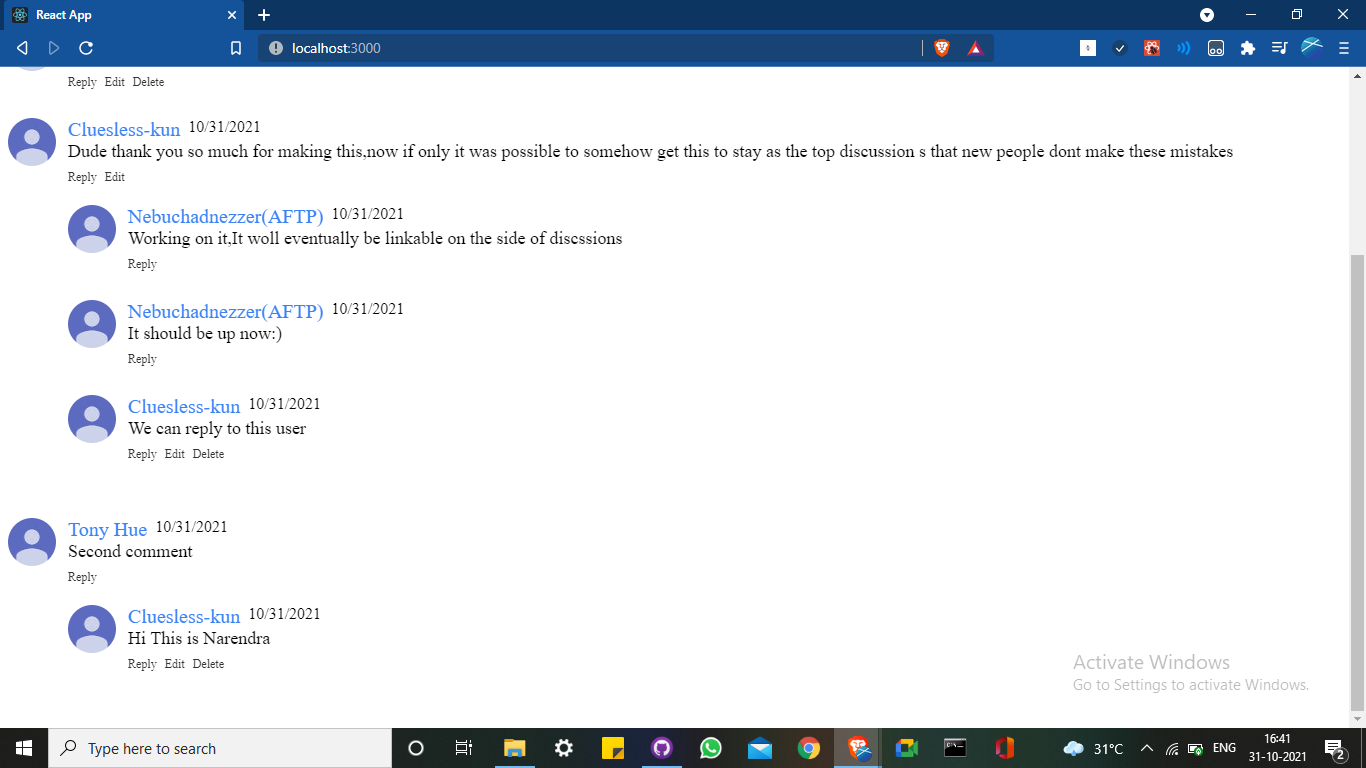 React App
localhost:3000
Reply Edit Delete
Cluesless-kun 10/31/2021
Dude thank you so much for making this,now if only it was possible to somehow get this to stay as the top discussion s that new people dont make these mistakes
Reply Edit
Nebuchadnezzer(AFTP) 10/31/2021
Working on it,It woll eventually be linkable on the side of discssions
Reply
Nebuchadnezzer(AFTP) 10/31/2021
It should be up now:)
Reply
Cluesless-kun 10/31/2021
We can reply to this user
Reply Edit Delete
Tony Hue 10/31/2021
Second comment
Reply
Cluesless-kun 10/31/2021
Hi This is Narendra
Reply Edit Delete
Activate Windows
Go to Settings to activate Windows.
Type here to search
31°C
ENG
16:41
31-10-2021
2